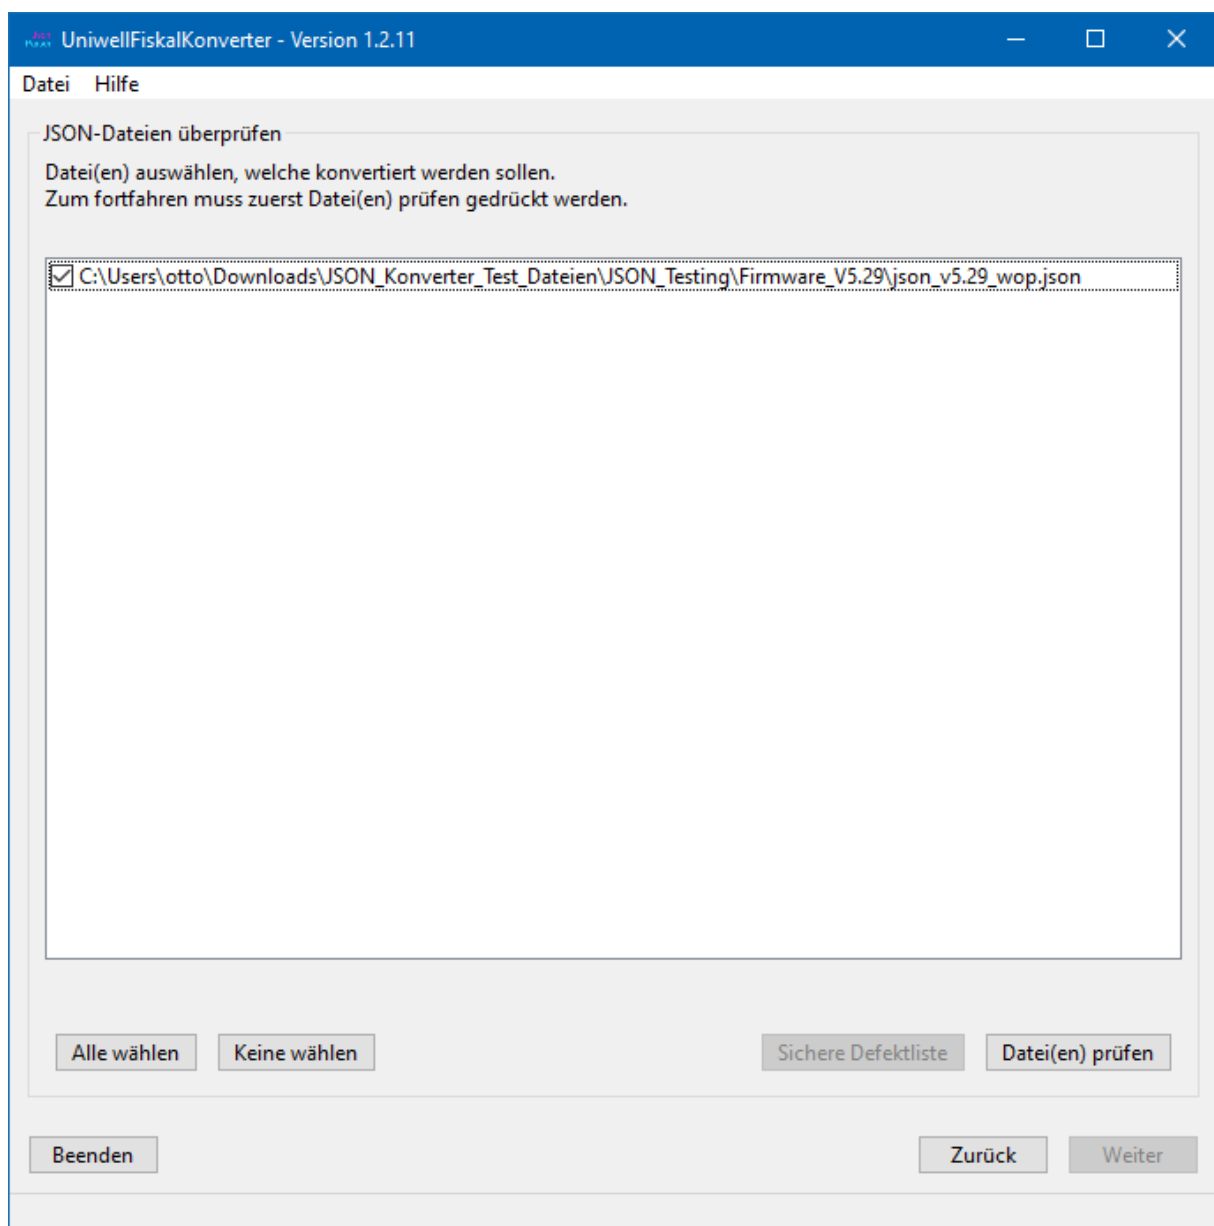 UniwellFiskalKonverter - Version 1.2.11
Datei Hilfe
JSON-Dateien überprüfen
Datei(en) auswählen, welche konvertiert werden sollen.
Zum fortfahren muss zuerst Datei(en) prüfen gedrückt werden.
C:\Users\otto\Downloads\JSON_Konverter_Test_Dateien\JSON_Testing\Firmware_V5.29\json_v5.29_wop.json
Alle wählen Keine wählen Sichere Defektliste Datei(en) prüfen
Beenden Zurück Weiter